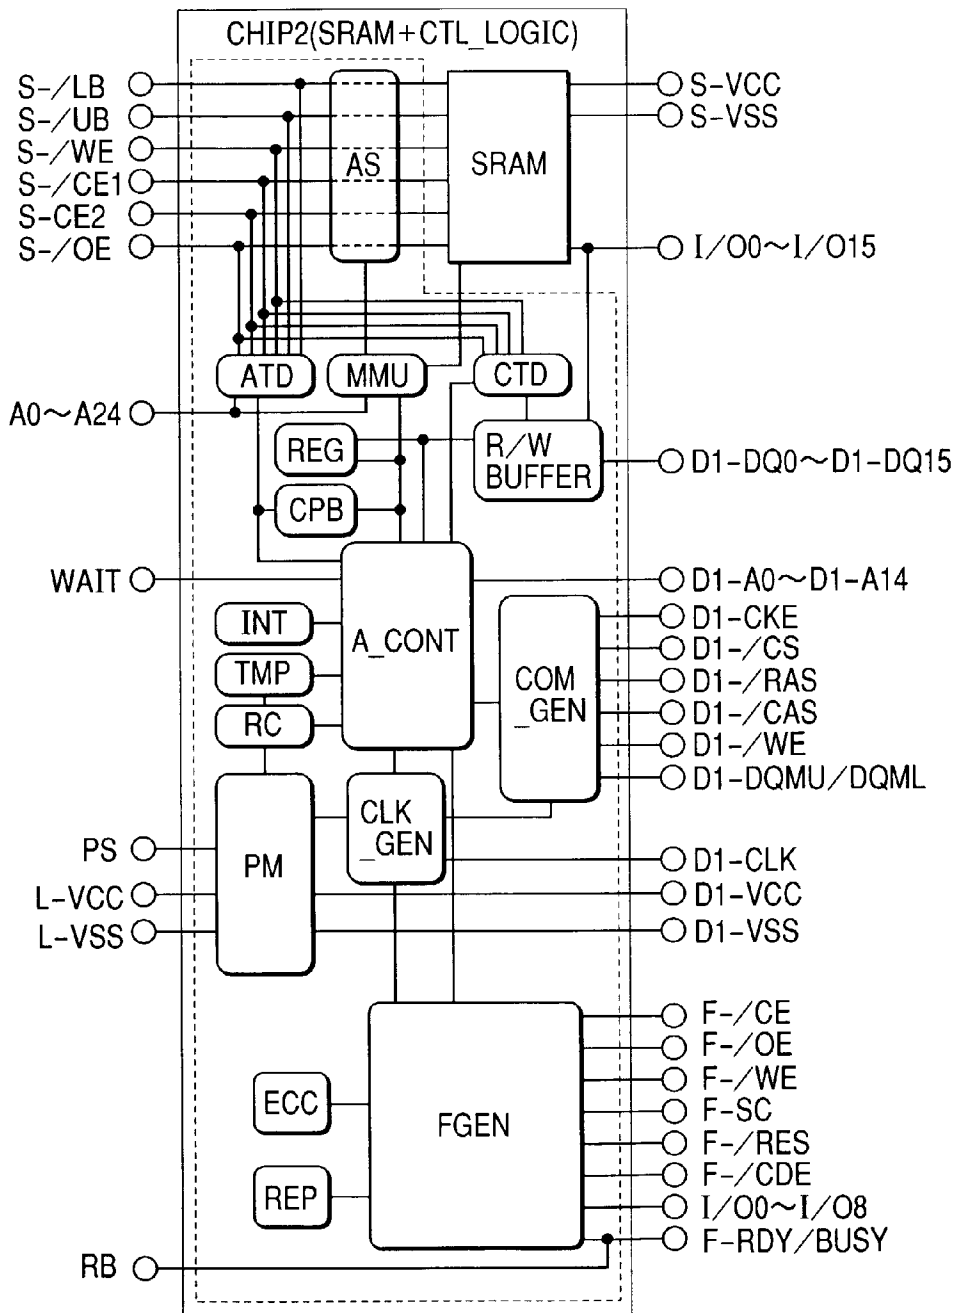 CHIP2(SRAM+CTL_LOGIC)
S-/LB
S-/UB
S-/WE
S-/CE1
S-CE2
S-/OE
AS
SRAM
S-VCC
S-VSS
I/O0～I/O15
ATD
MMU
CTD
A0～A24
REG
R/W
BUFFER
D1-DQ0～D1-DQ15
CPB
WAIT
D1-A0～D1-A14
INT
A_CONT
TMP
RC
COM
_GEN
D1-CKE
D1-/CS
D1-/RAS
D1-/CAS
D1-/WE
D1-DQMU/DQML
CLK
_GEN
PS
PM
L-VCC
L-VSS
D1-CLK
D1-VCC
D1-VSS
ECC
FGEN
REP
F-/CE
F-/OE
F-/WE
F-SC
F-/RES
F-/CDE
I/O0～I/O8
F-RDY/BUSY
RB